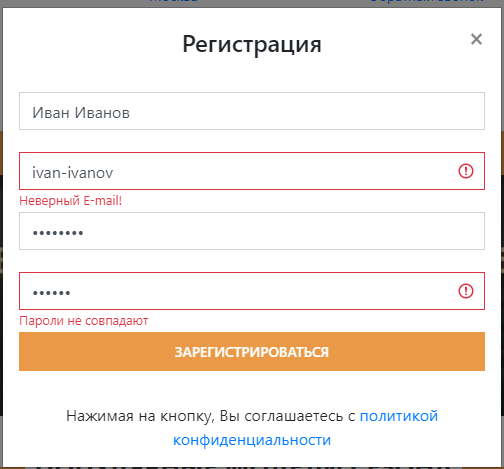 Регистрация
×
Иван Иванов
ivan-ivanov
Неверный E-mail!
••••••••
••••••
Пароли не совпадают
ЗАРЕГИСТРИРОВАТЬСЯ
Нажимая на кнопку, Вы соглашаетесь с политикой
конфиденциальности